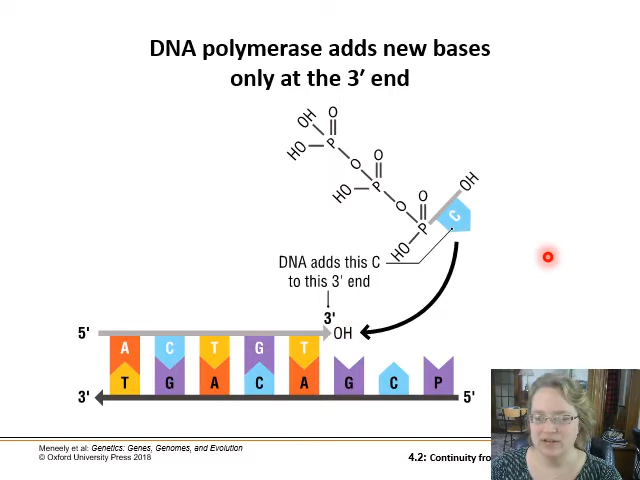 DNA polymerase adds new bases
only at the 3′ end
OH O
HO P
O O
HO P
O O OH
P C
HO
DNA adds this C
to this 3' end
3'
5' OH
A C T G T
T G A C A G C P
3' 5'
Meneely et al: Genetics: Genes, Genomes, and Evolution
© Oxford University Press 2018
4.2: Continuity fro